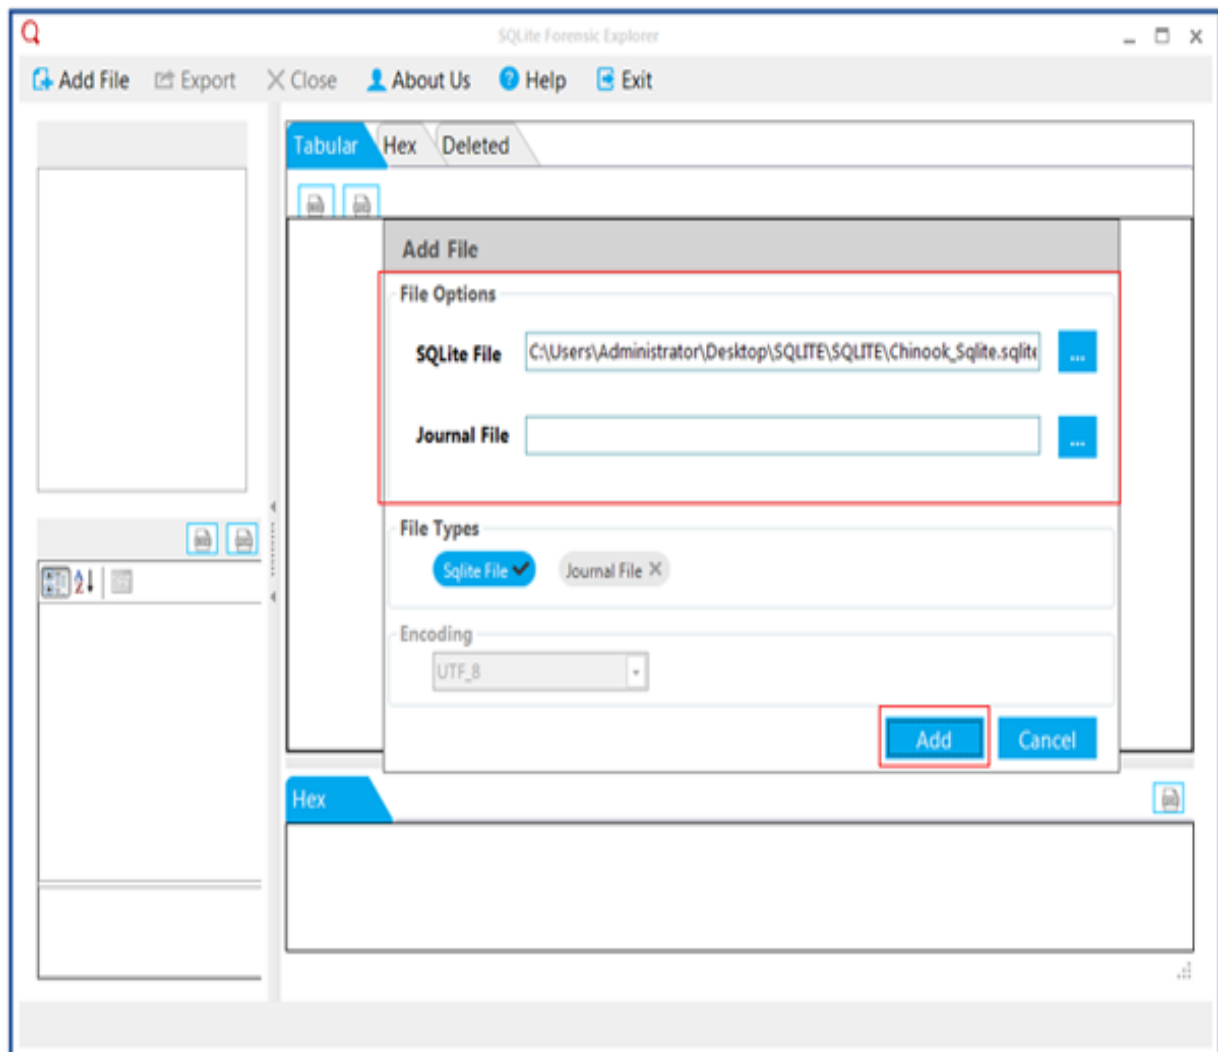 SQLite Forensic Explorer
Add File Export Close About Us Help Exit
Tabular Hex Deleted
Add File
File Options
SQLite File C:\Users\Administrator\Desktop\SQLITE\SQLITE\Chinook_Sqlite.sqlite ...
Journal File ...
File Types
Sqlite File Journal File
Encoding
UTF_8
Add Cancel
Hex